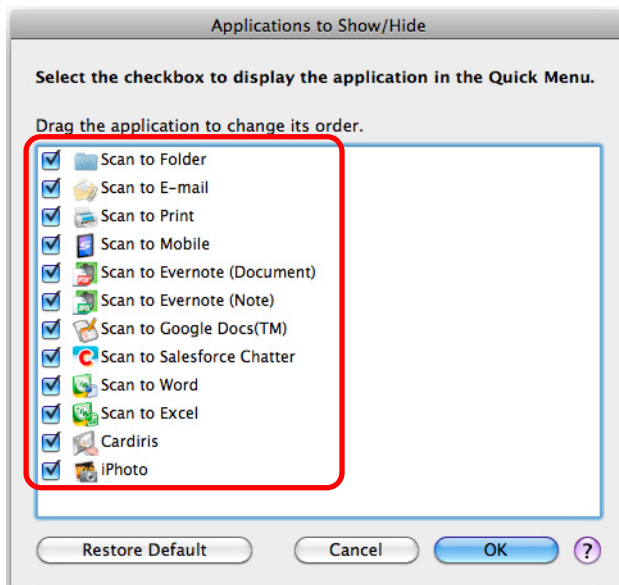 Applications to Show/Hide
Select the checkbox to display the application in the Quick Menu.
Drag the application to change its order.
Scan to Folder
Scan to E-mail
Scan to Print
Scan to Mobile
Scan to Evernote (Document)
Scan to Evernote (Note)
Scan to Google Docs(TM)
Scan to Salesforce Chatter
Scan to Word
Scan to Excel
Cardiris
iPhoto
Restore Default Cancel OK ?